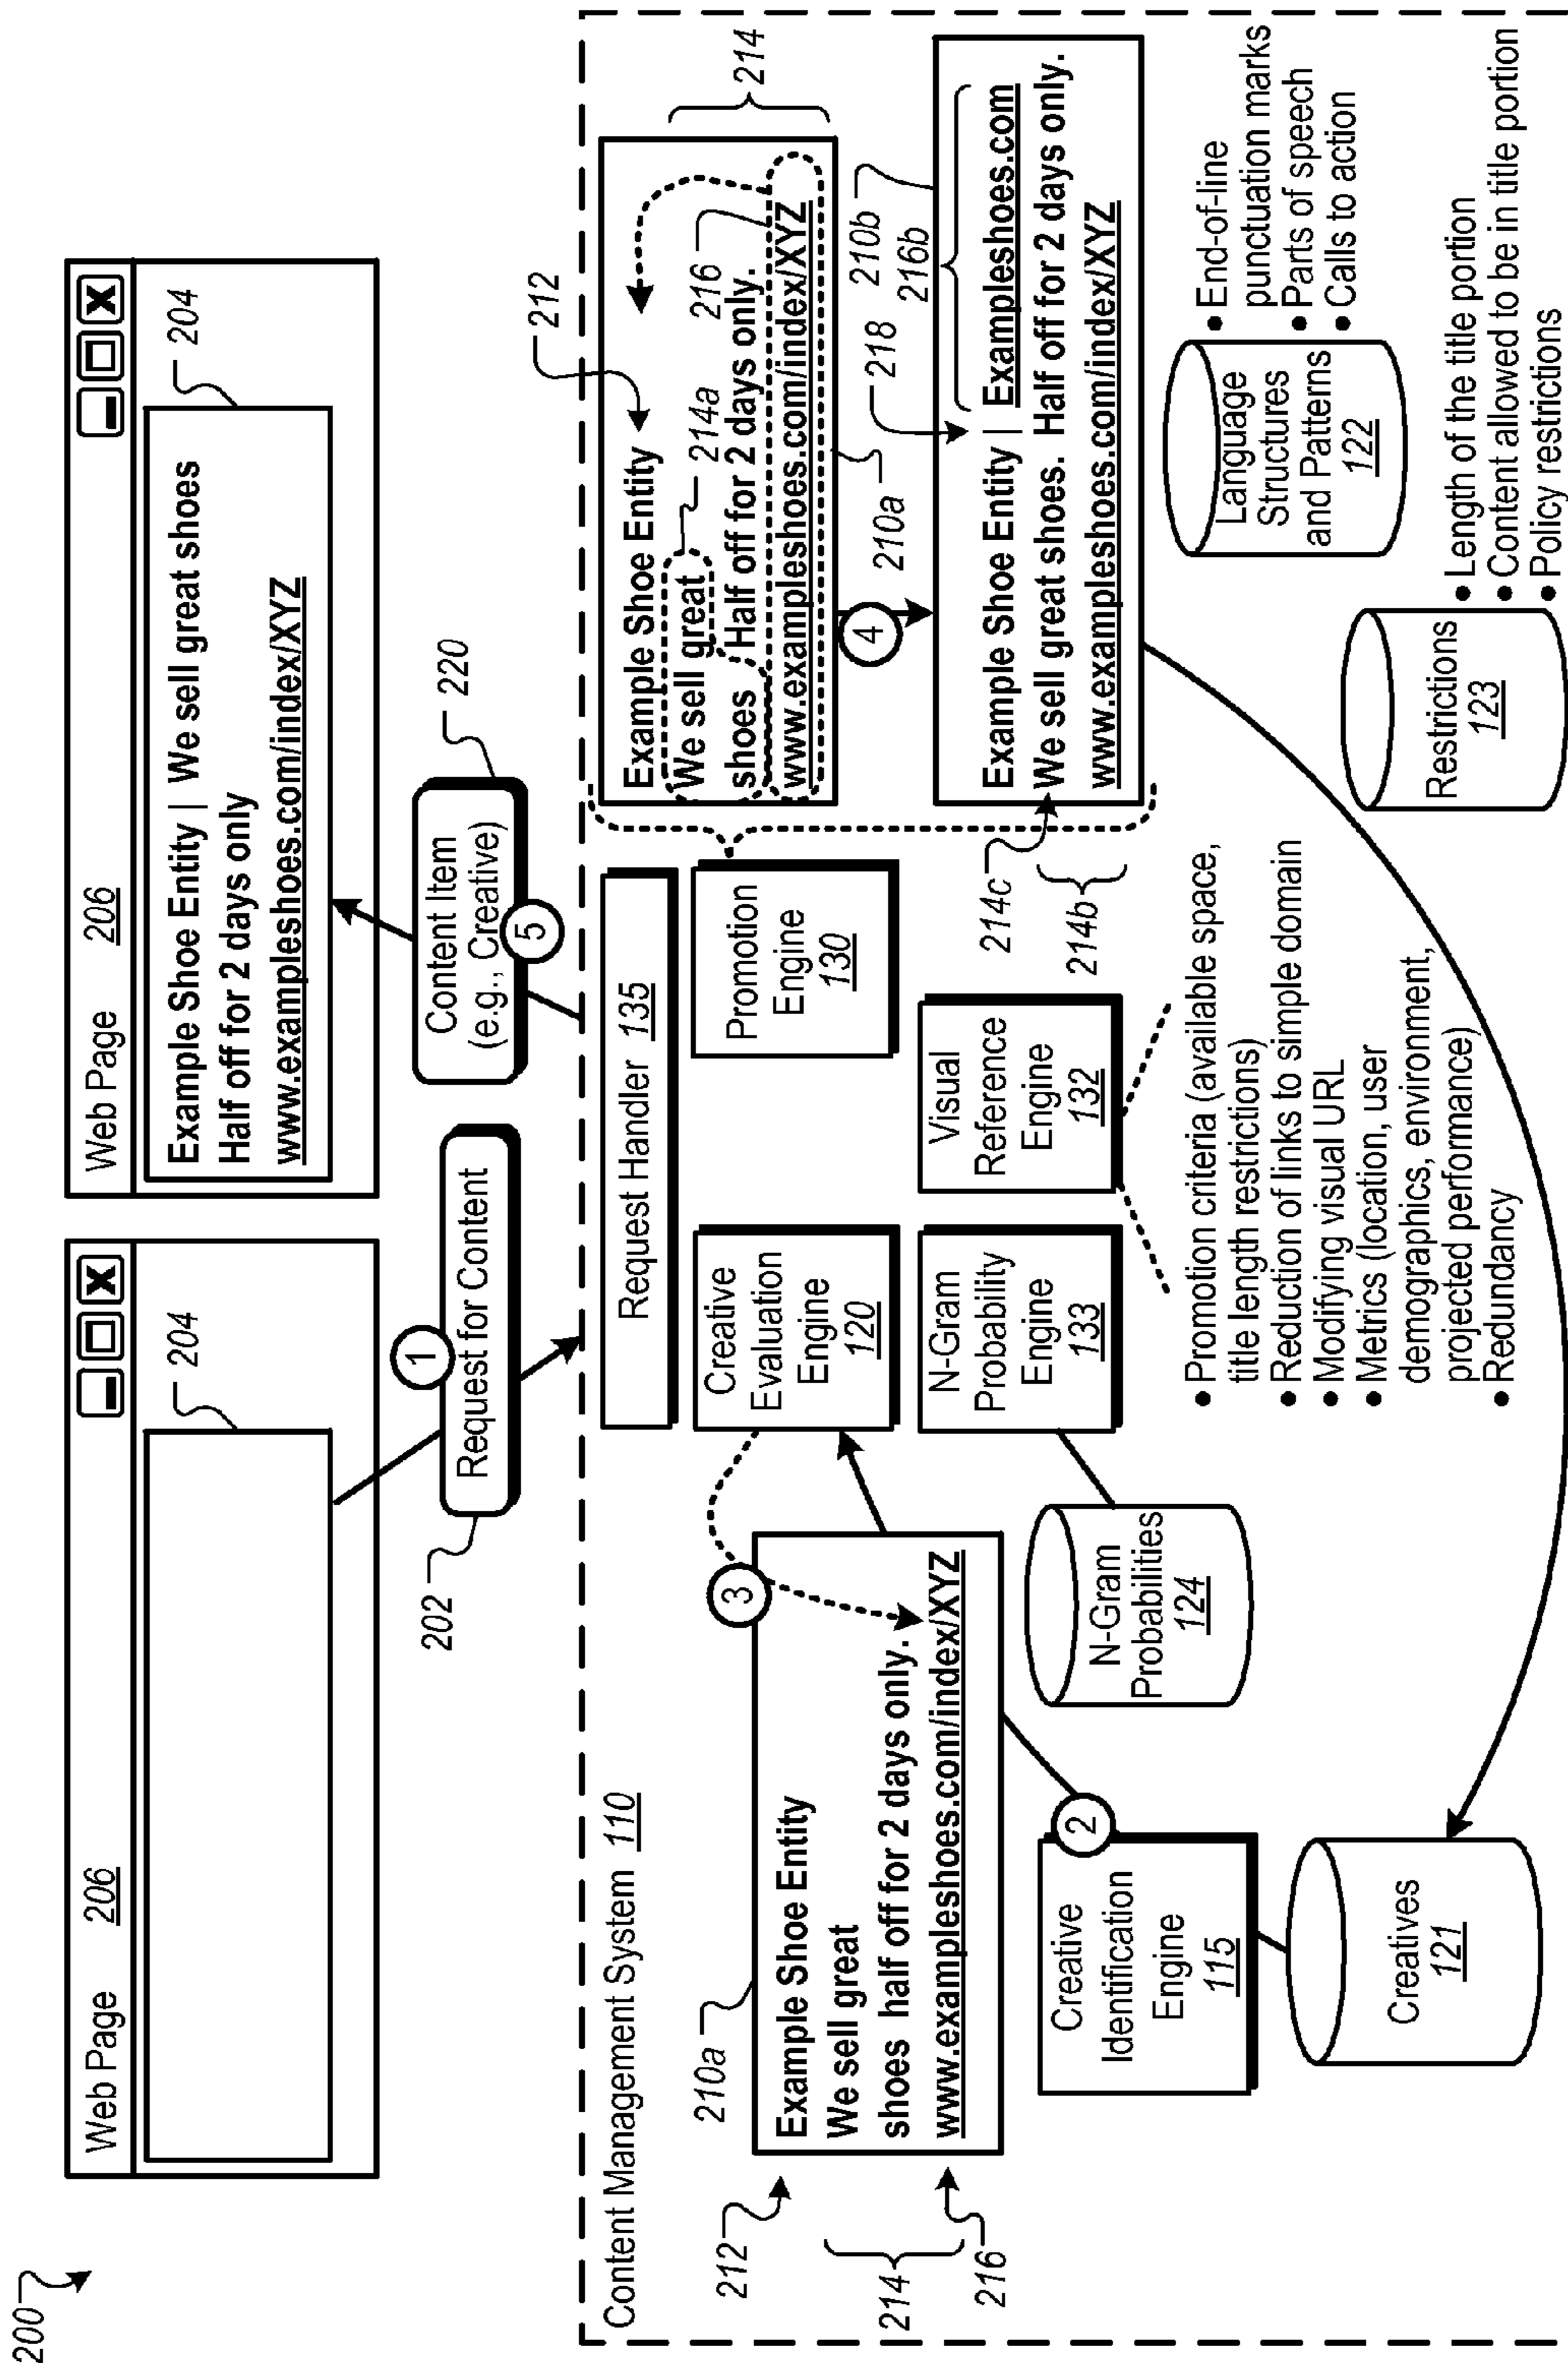 200
Web Page 206
204
Web Page 206
204
Example Shoe Entity | We sell great shoes
Half off for 2 days only
www.exampleshoes.com/index/XYZ
1
Request for Content
202
Content Item
(e.g., Creative)
5
220
Content Management System 110
Request Handler 135
210a
212
214
216
Example Shoe Entity
We sell great
shoes half off for 2 days only.
www.exampleshoes.com/index/XYZ
3
Creative
Evaluation
Engine
120
Promotion
Engine
130
N-Gram
Probability
Engine
133
Visual
Reference
Engine
132
2
Creative
Identification
Engine
115
N-Gram
Probabilities
124
Creatives
121
212
Example Shoe Entity
We sell great
214a
216
214
shoes Half off for 2 days only.
www.exampleshoes.com/index/XYZ
210a
4
218
210b
216b
Example Shoe Entity | Exampleshoes.com
We sell great shoes. Half off for 2 days only.
www.exampleshoes.com/index/XYZ
214c
214b
• Promotion criteria (available space,
title length restrictions)
• Reduction of links to simple domain
• Modifying visual URL
• Metrics (location, user
demographics, environment,
projected performance)
• Redundancy
Language
Structures
and Patterns
122
• End-of-line
punctuation marks
• Parts of speech
• Calls to action
Restrictions
123
• Length of the title portion
• Content allowed to be in title portion
• Policy restrictions